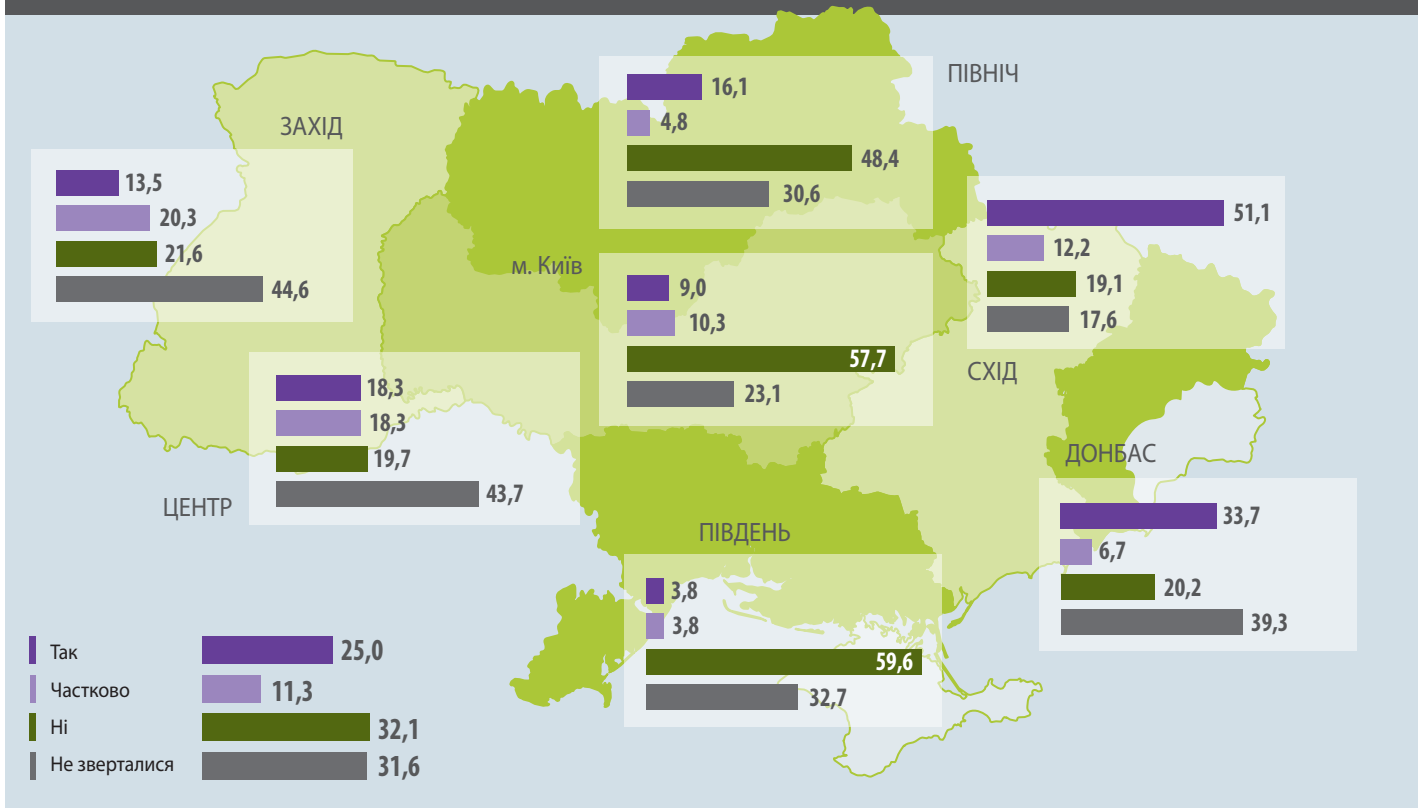 ПІВНІЧ
16,1
4,8
48,4
30,6
ЗАХІД
13,5
20,3
21,6
44,6
51,1
12,2
19,1
17,6
СХІД
м. Київ
9,0
10,3
57,7
23,1
18,3
18,3
19,7
43,7
ЦЕНТР
ДОНБАС
33,7
6,7
20,2
39,3
ПІВДЕНЬ
3,8
3,8
59,6
32,7
Так 25,0
Частково 11,3
Ні 32,1
Не зверталися 31,6